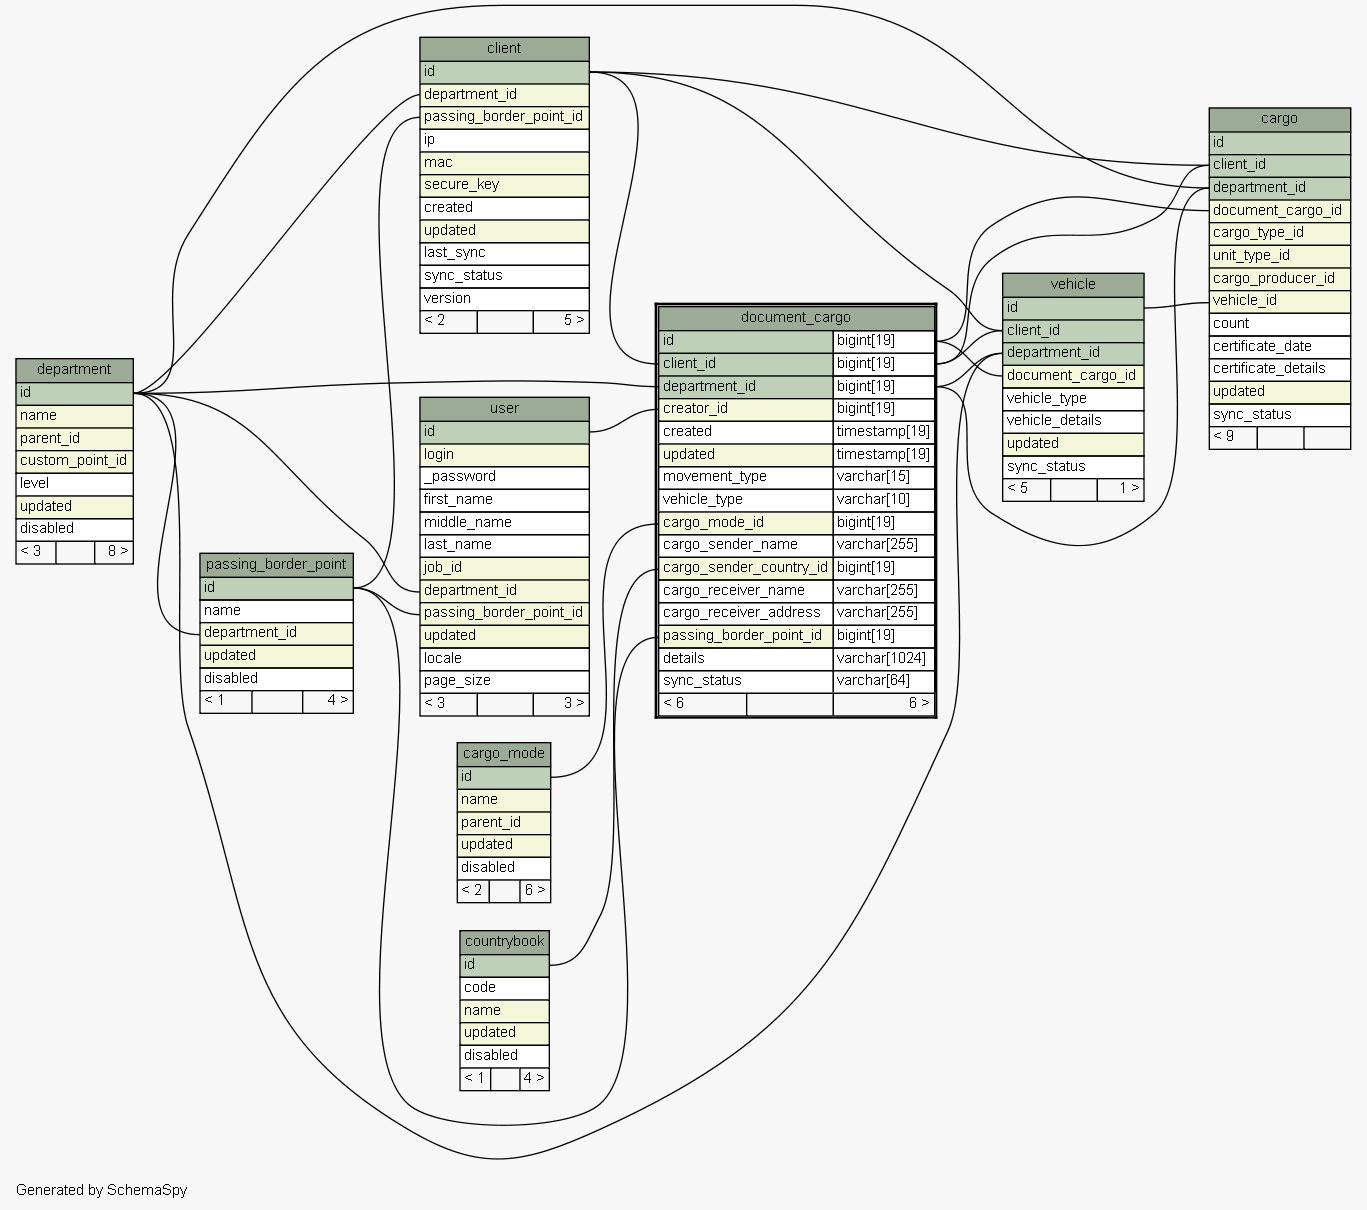 client
id
department_id
passing_border_point_id
ip
mac
secure_key
created
updated
last_sync
sync_status
version
< 2 5 >
cargo
id
client_id
department_id
document_cargo_id
cargo_type_id
unit_type_id
cargo_producer_id
vehicle_id
count
certificate_date
certificate_details
updated
sync_status
< 9
vehicle
id
client_id
department_id
document_cargo_id
vehicle_type
vehicle_details
updated
sync_status
< 5 1 >
document_cargo
id bigint[19]
client_id bigint[19]
department_id bigint[19]
creator_id bigint[19]
created timestamp[19]
updated timestamp[19]
movement_type varchar[15]
vehicle_type varchar[10]
cargo_mode_id bigint[19]
cargo_sender_name varchar[255]
cargo_sender_country_id bigint[19]
cargo_receiver_name varchar[255]
cargo_receiver_address varchar[255]
passing_border_point_id bigint[19]
details varchar[1024]
sync_status varchar[64]
< 6 6 >
department
id
name
parent_id
custom_point_id
level
updated
disabled
< 3 8 >
user
id
login
_password
first_name
middle_name
last_name
job_id
department_id
passing_border_point_id
updated
locale
page_size
< 3 3 >
passing_border_point
id
name
department_id
updated
disabled
< 1 4 >
cargo_mode
id
name
parent_id
updated
disabled
< 2 6 >
countrybook
id
code
name
updated
disabled
< 1 4 >
Generated by SchemaSpy